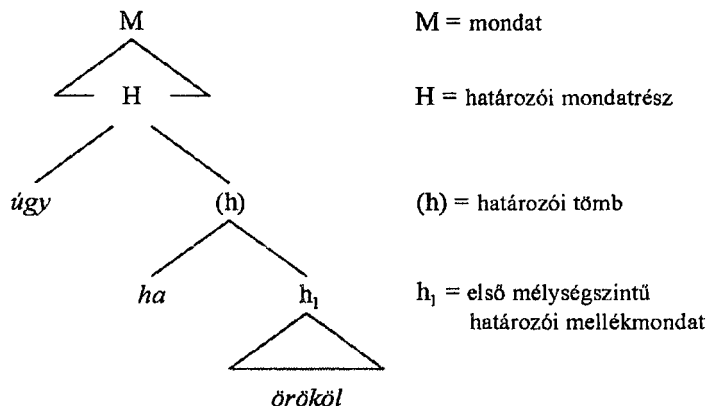 M M = mondat
H H = határozói mondatrész
úgy (h) (h) = határozói tömb
ha h₁ h₁ = első mélységszintű
határozói mellékmondat
örököl